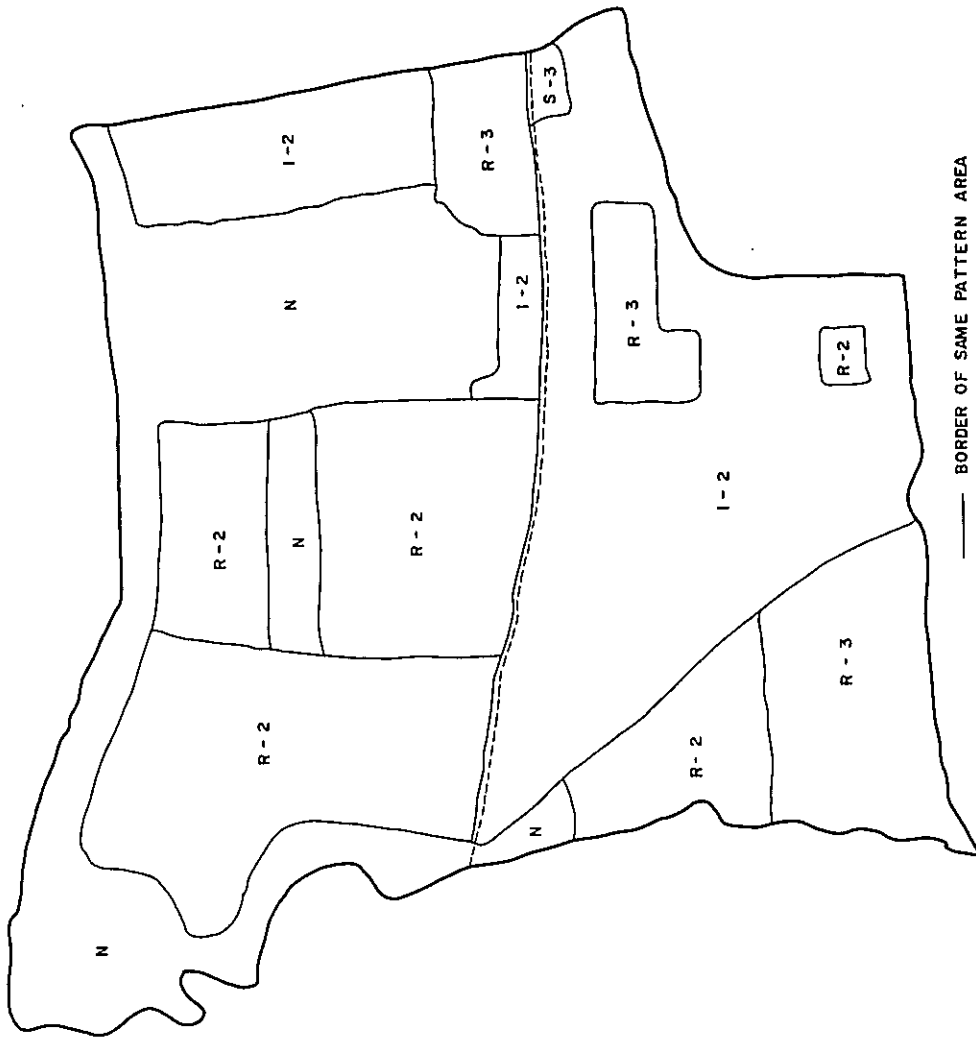 N
R-2
R-2
I-2
N
N
R-2
R-3
I-2
N
S-3
R-3
R-2
I-2
R-3
R-2
BORDER OF SAME PATTERN AREA